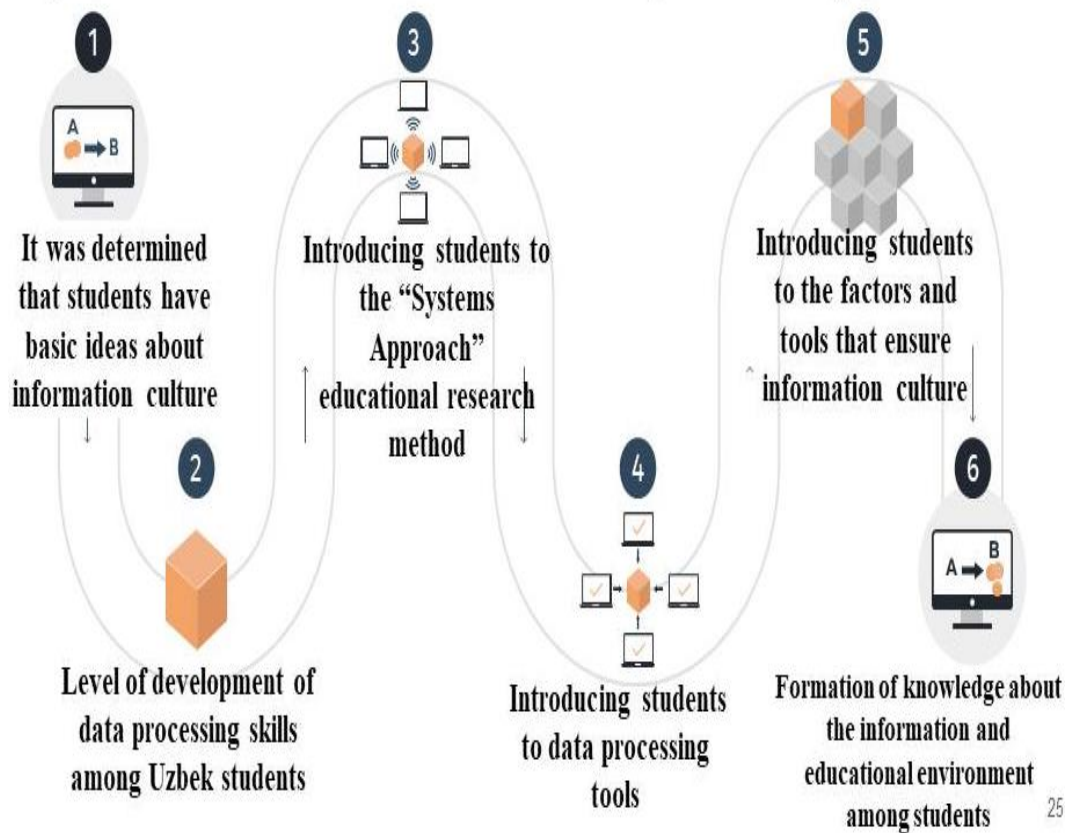 1
A
B
It was determined
that students have
basic ideas about
information culture
2
Level of development of
data processing skills
among Uzbek students
3
Introducing students to
the “Systems
Approach”
educational research
method
4
Introducing students
to data processing
tools
5
Introducing students
to the factors and
tools that ensure
information culture
6
A
B
Formation of knowledge about
the information and
educational environment
among students
25